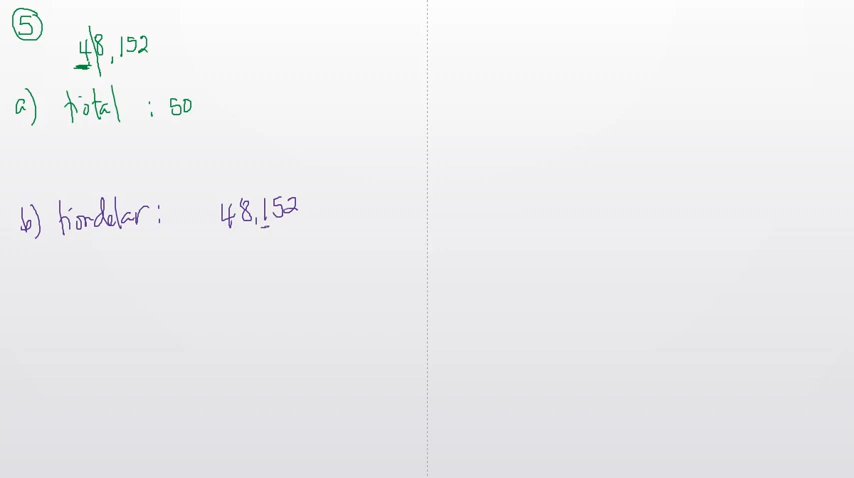 5
48,152
a) tiotal : 50
b) tiondelar : 48,152